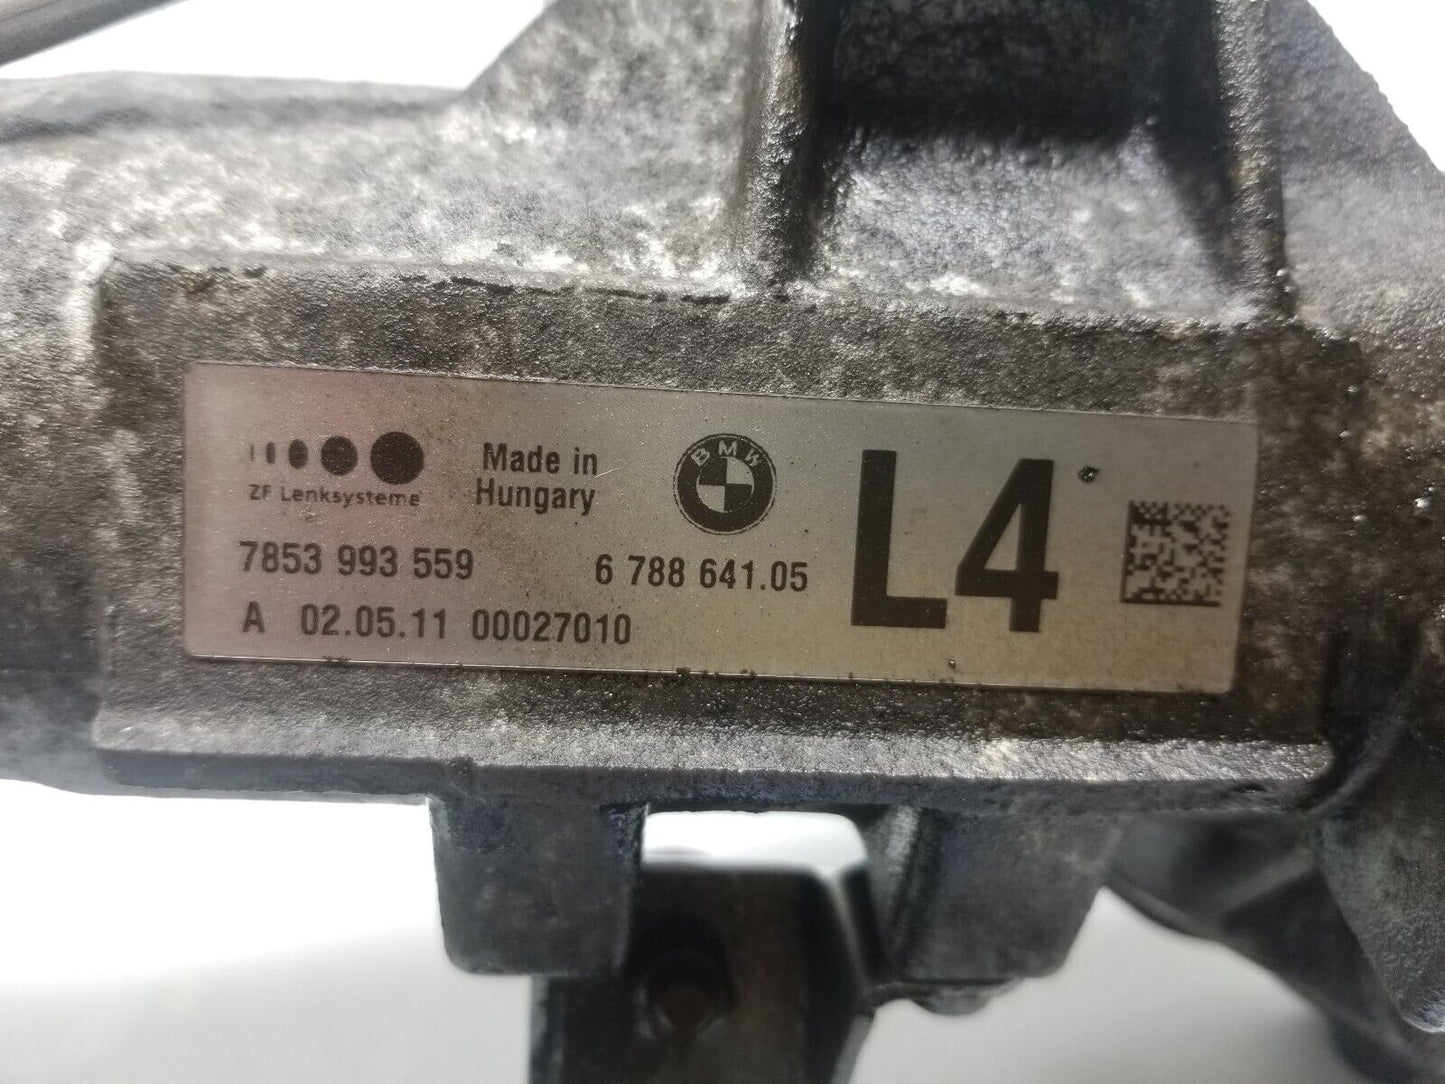 ZF Lenksysteme
Made in
Hungary
BMW
L4
7853 993 559
6 788 641.05
A 02.05.11 00027010